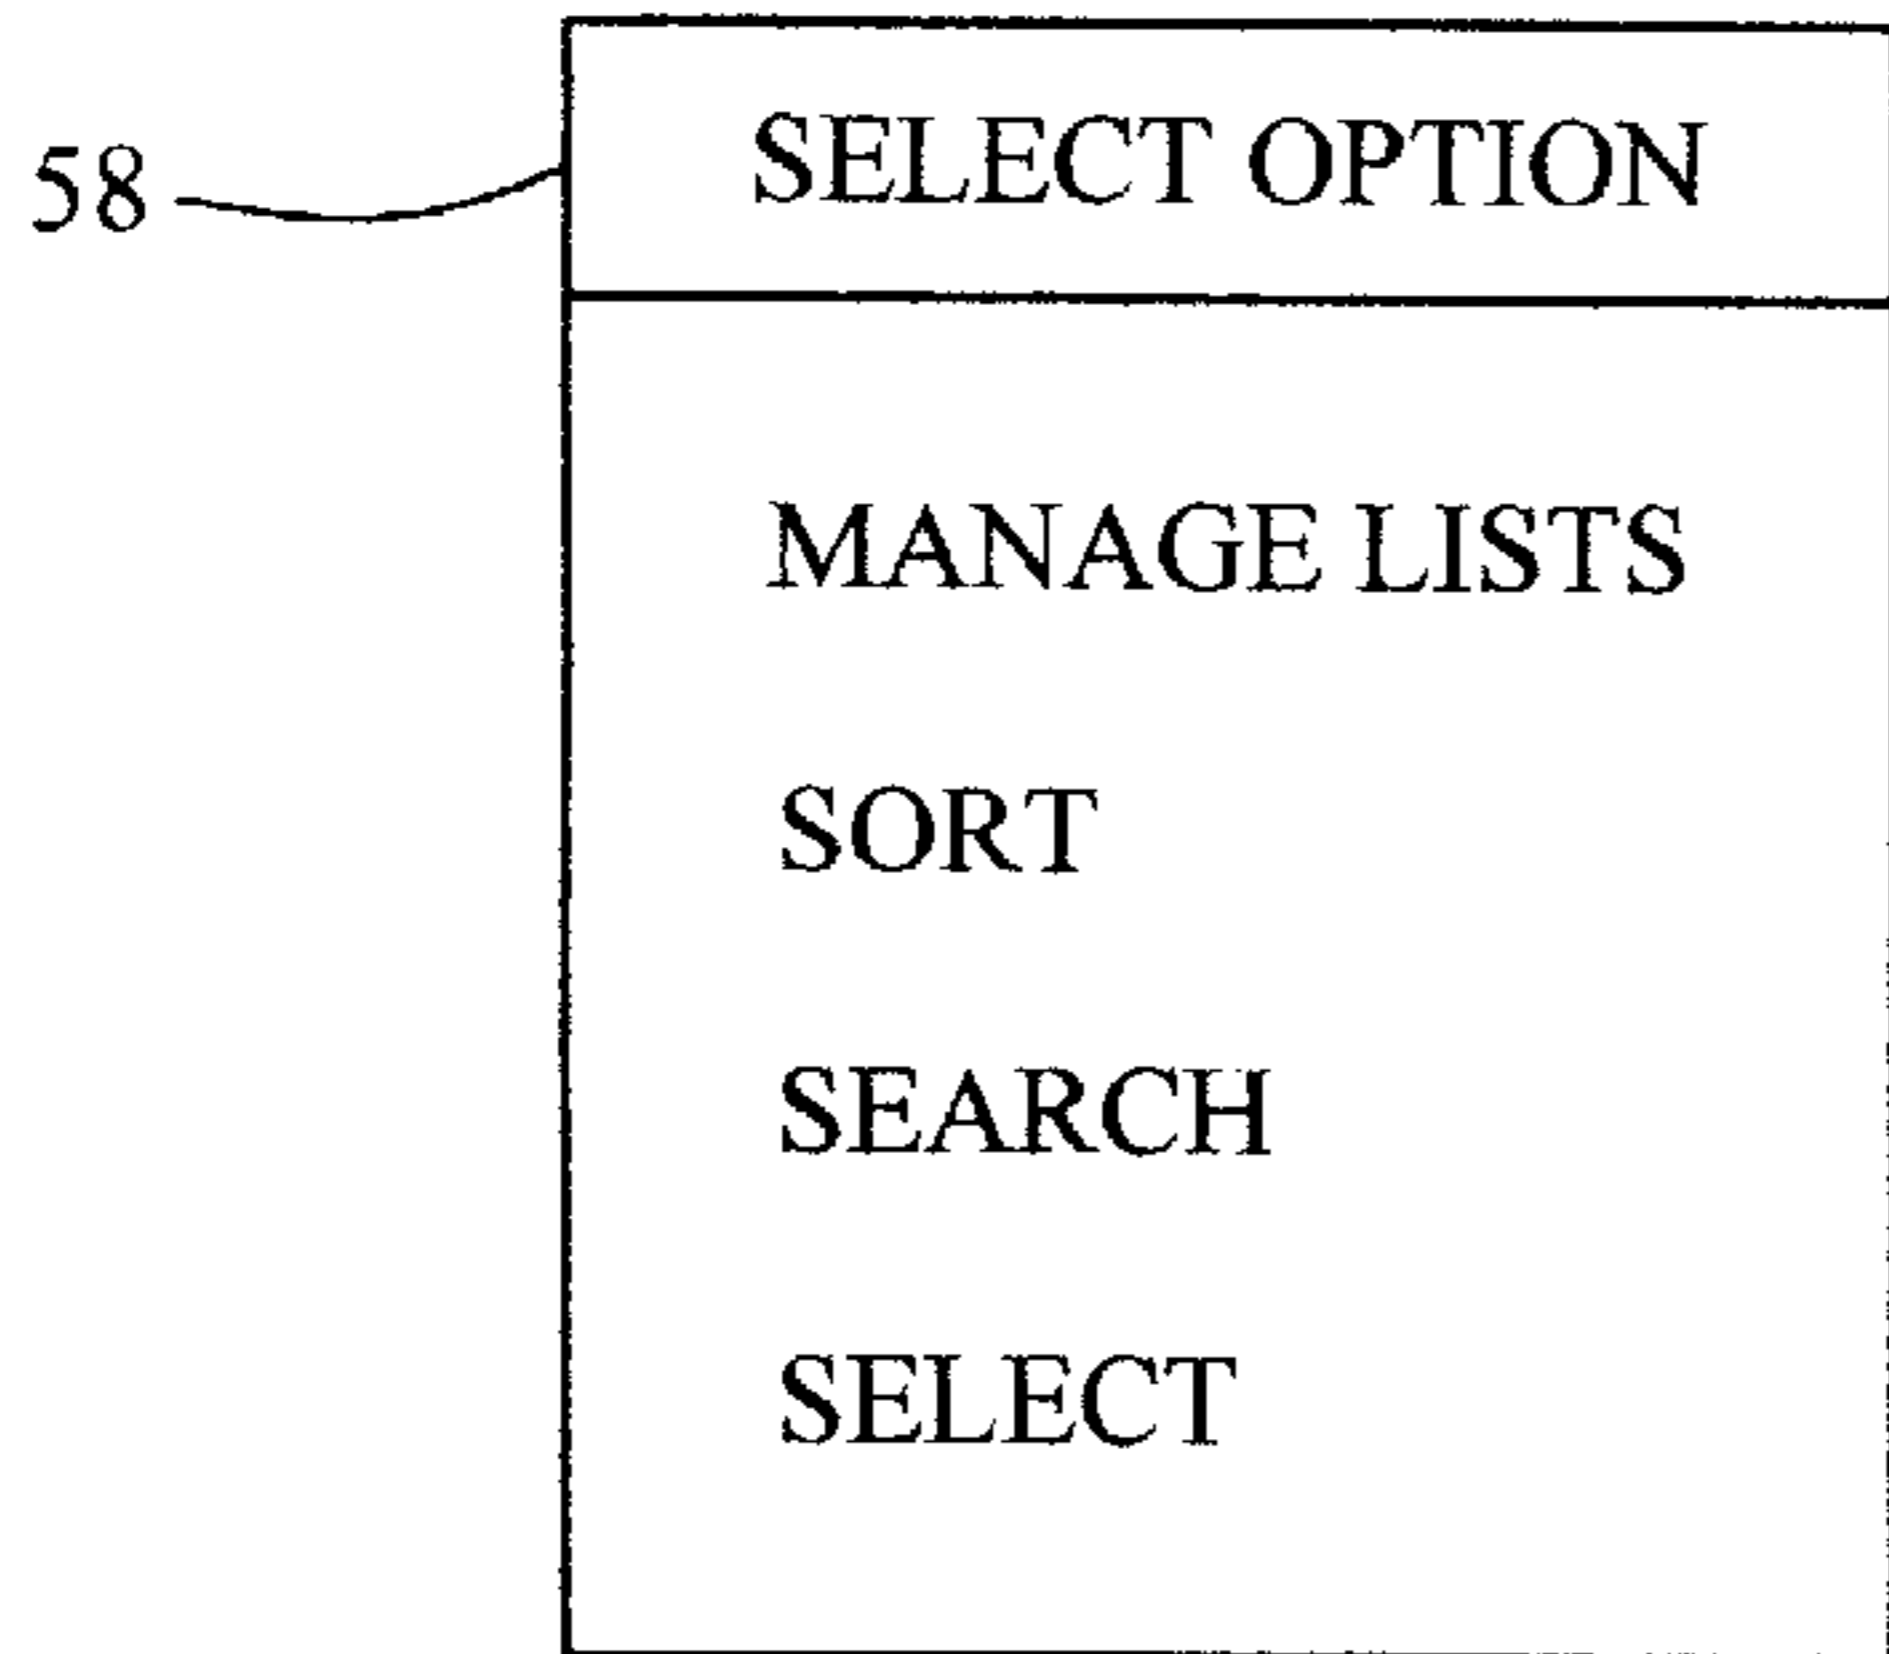 58
SELECT OPTION
MANAGE LISTS
SORT
SEARCH
SELECT